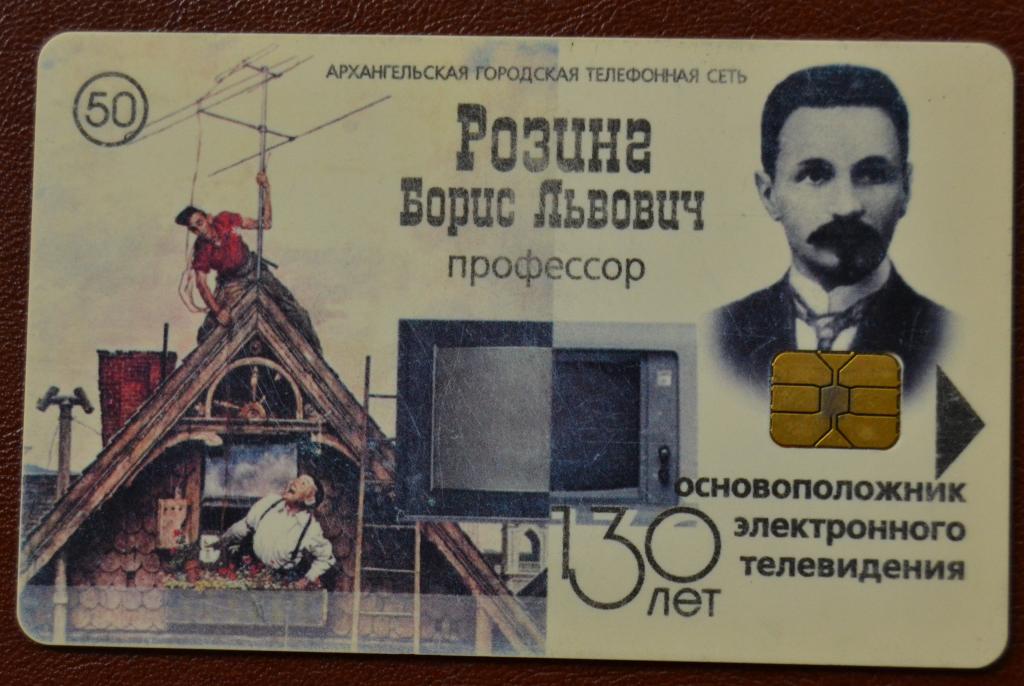 50
АРХАНГЕЛЬСКАЯ ГОРОДСКАЯ ТЕЛЕФОННАЯ СЕТЬ
Розинг
Борис Львович
профессор
основоположник
электронного
телевидения
130
лет